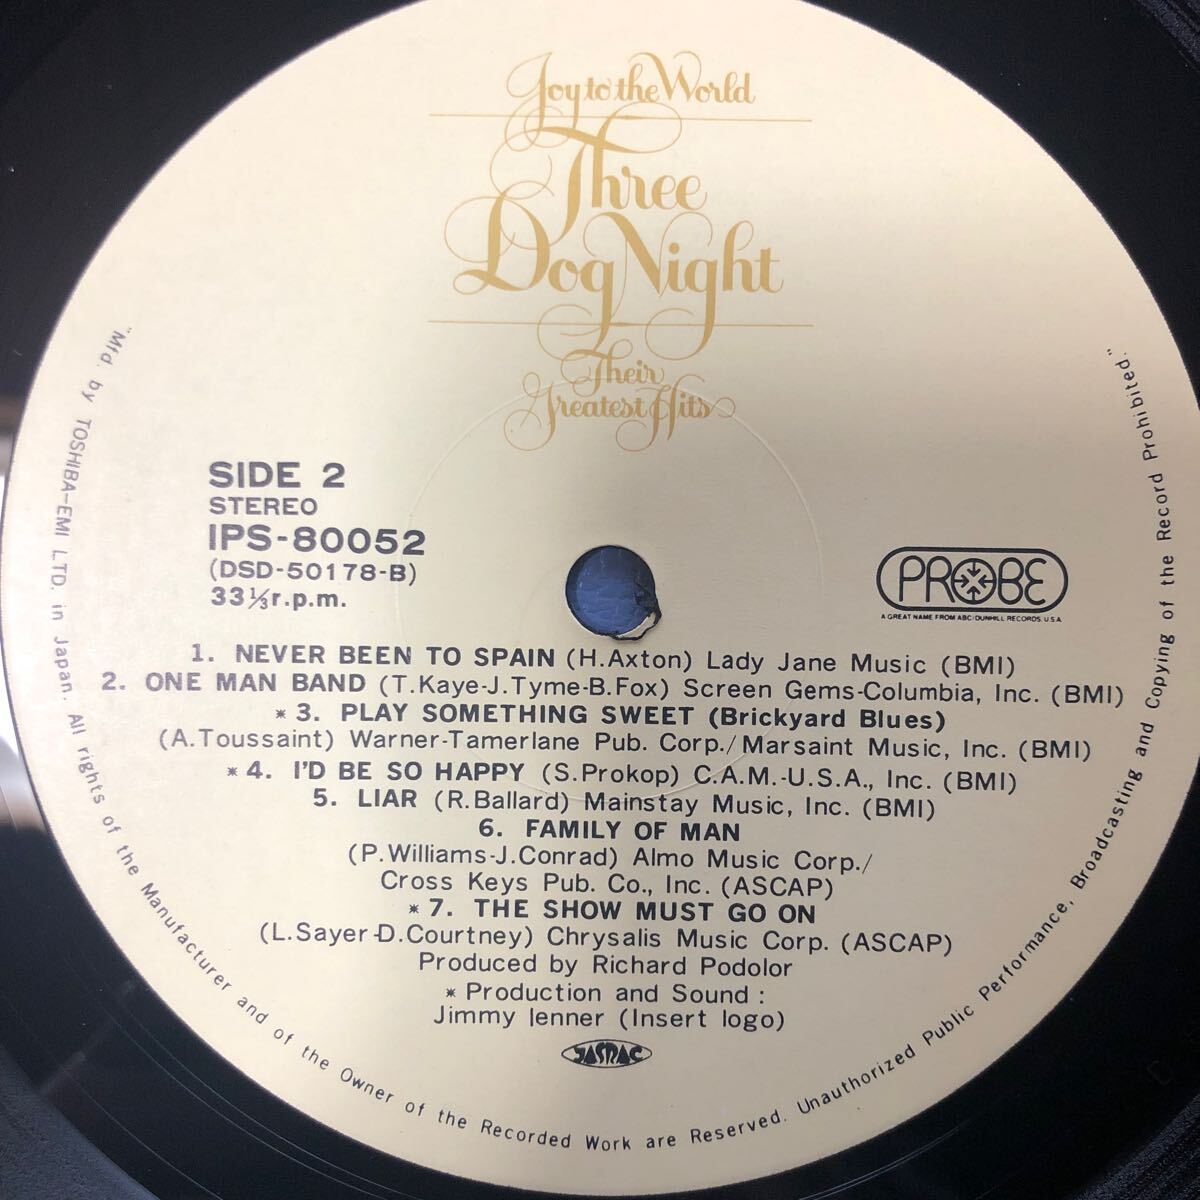 Joy to the World
Three
Dog Night
Their
Greatest Hits
SIDE 2
STEREO
IPS-80052
(DSD-50178-B)
33⅓r.p.m.
PROBE
A GREAT NAME FROM ABC/DUNHILL RECORDS. U.S.A
1. NEVER BEEN TO SPAIN (H.Axton) Lady Jane Music (BMI)
2. ONE MAN BAND (T.Kaye-J.Tyme-B.Fox) Screen Gems-Columbia, Inc. (BMI)
* 3. PLAY SOMETHING SWEET (Brickyard Blues)
(A.Toussaint) Warner-Tamerlane Pub. Corp./Marsaint Music, Inc. (BMI)
* 4. I'D BE SO HAPPY (S.Prokop) C.A.M.-U.S.A., Inc. (BMI)
5. LIAR (R.Ballard) Mainstay Music, Inc. (BMI)
6. FAMILY OF MAN
(P.Williams-J.Conrad) Almo Music Corp./
Cross Keys Pub. Co., Inc. (ASCAP)
* 7. THE SHOW MUST GO ON
(L.Sayer-D.Courtney) Chrysalis Music Corp. (ASCAP)
Produced by Richard Podolor
* Production and Sound :
Jimmy Ienner (Insert logo)
JASRAC
"Mfd. by TOSHIBA-EMI LTD. in Japan. All rights of the Manufacturer and of the Owner of the Recorded Work are Reserved. Unauthorized Public Performance, Broadcasting and Copying of the Record Prohibited."